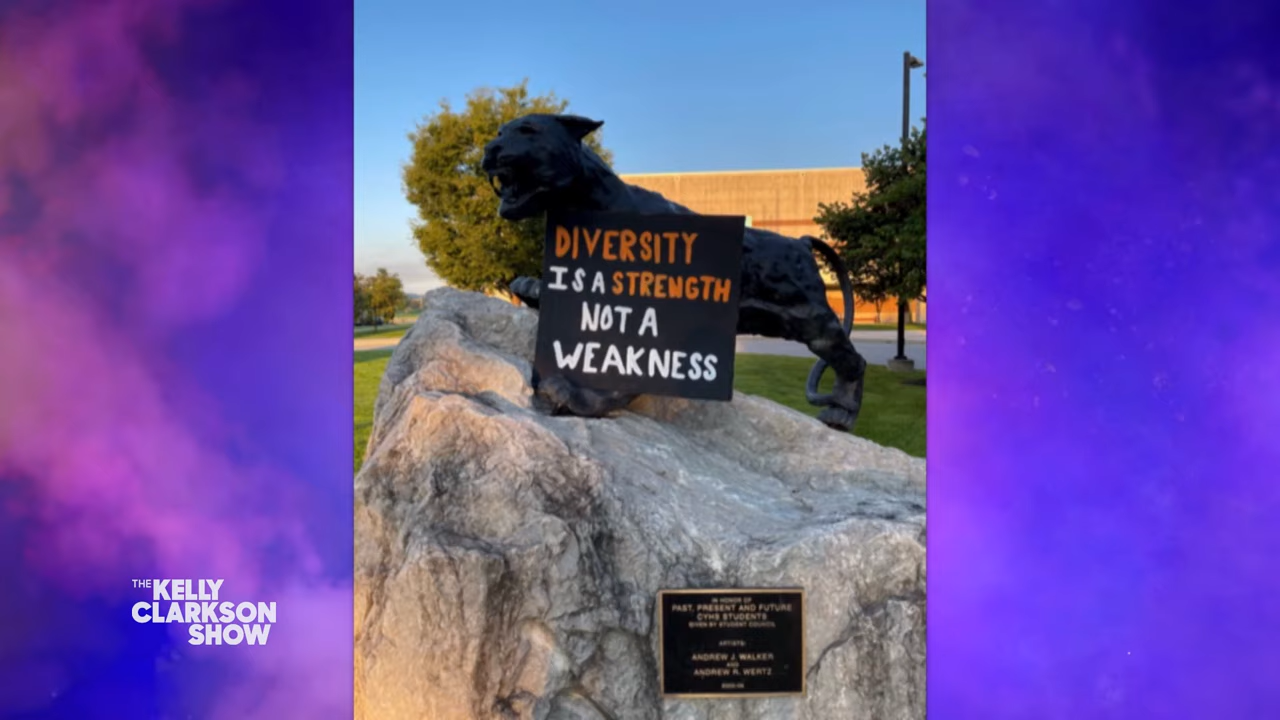 DIVERSITY
IS A STRENGTH
NOT A
WEAKNESS
IN HONOR OF
PAST, PRESENT AND FUTURE
CYHS STUDENTS
GIVEN BY STUDENT COUNCIL
ARTISTS:
ANDREW J. WALKER
AND
ANDREW R. WERTZ
THE KELLY
CLARKSON
SHOW